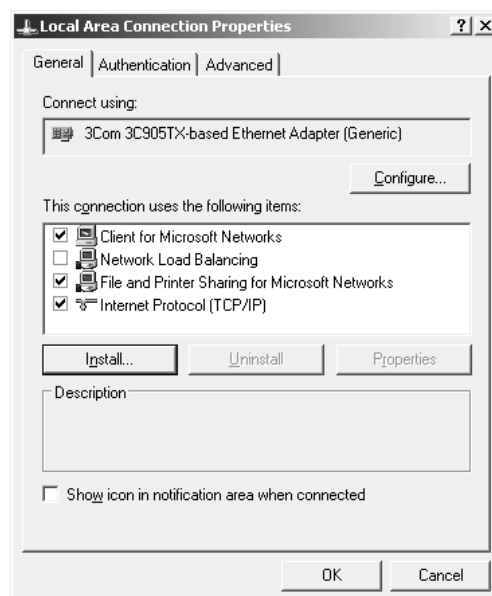 Local Area Connection Properties
General Authentication Advanced
Connect using:
3Com 3C905TX-based Ethernet Adapter (Generic)
Configure...
This connection uses the following items:
Client for Microsoft Networks
Network Load Balancing
File and Printer Sharing for Microsoft Networks
Internet Protocol (TCP/IP)
Install... Uninstall Properties
Description
Show icon in notification area when connected
OK Cancel